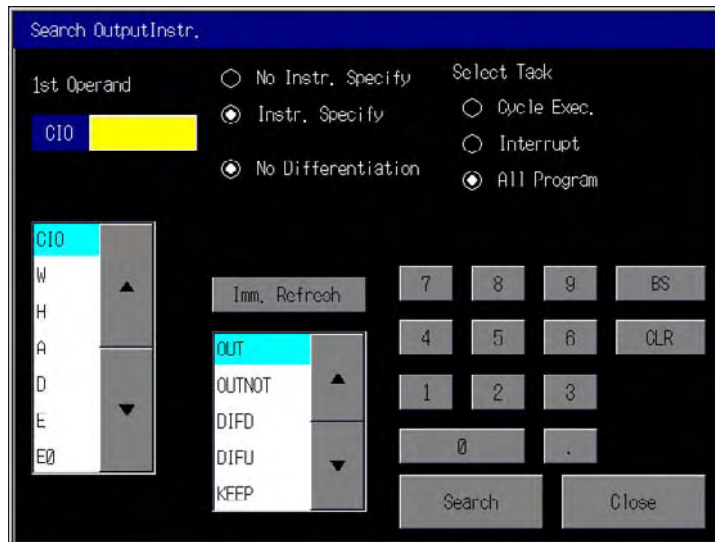 Search OutputInstr.
1st Operand
CIO
No Instr. Specify
Instr. Specify
No Differentiation
Select Task
Cycle Exec.
Interrupt
All Program
CIO
W
H
A
D
E
E0
Imm. Refresh
OUT
OUTNOT
DIFD
DIFU
KEEP
7 8 9 BS
4 5 6 CLR
1 2 3
0 .
Search Close